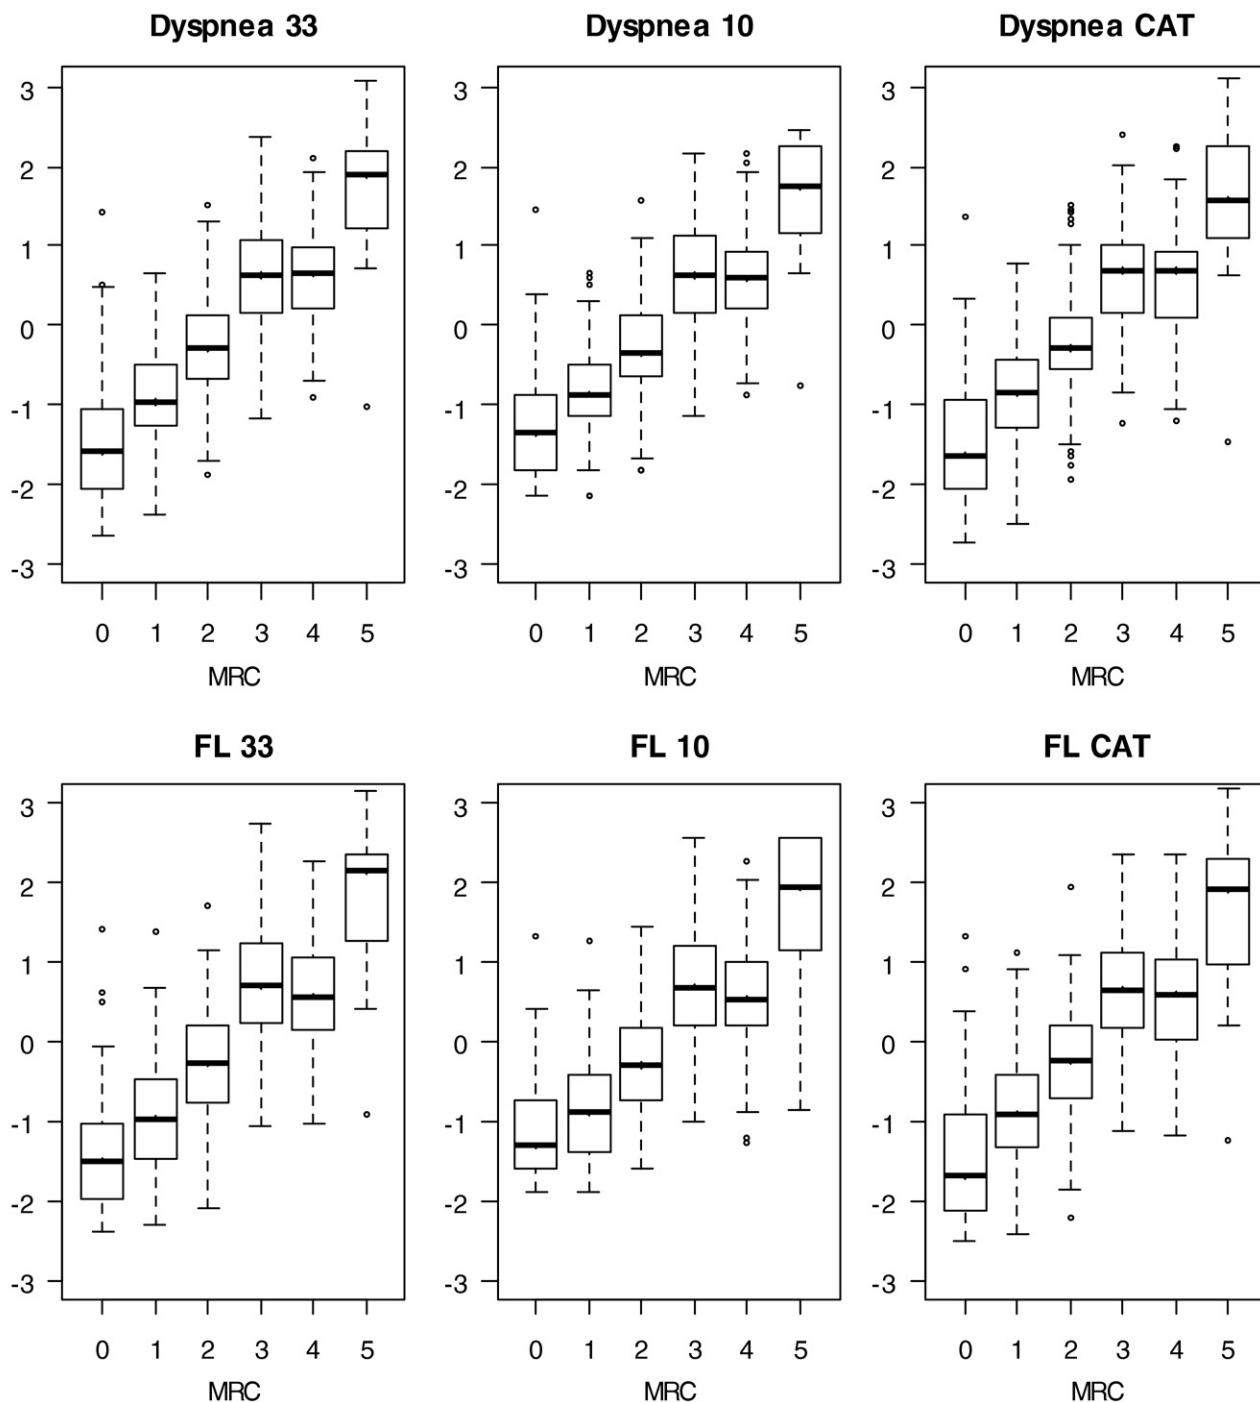 Dyspnea 33 Dyspnea 10 Dyspnea CAT
3 3 3
2 2 2
1 1 1
0 0 0
-1 -1 -1
-2 -2 -2
-3 -3 -3
0 1 2 3 4 5 0 1 2 3 4 5 0 1 2 3 4 5
MRC MRC MRC
FL 33 FL 10 FL CAT
3 3 3
2 2 2
1 1 1
0 0 0
-1 -1 -1
-2 -2 -2
-3 -3 -3
0 1 2 3 4 5 0 1 2 3 4 5 0 1 2 3 4 5
MRC MRC MRC